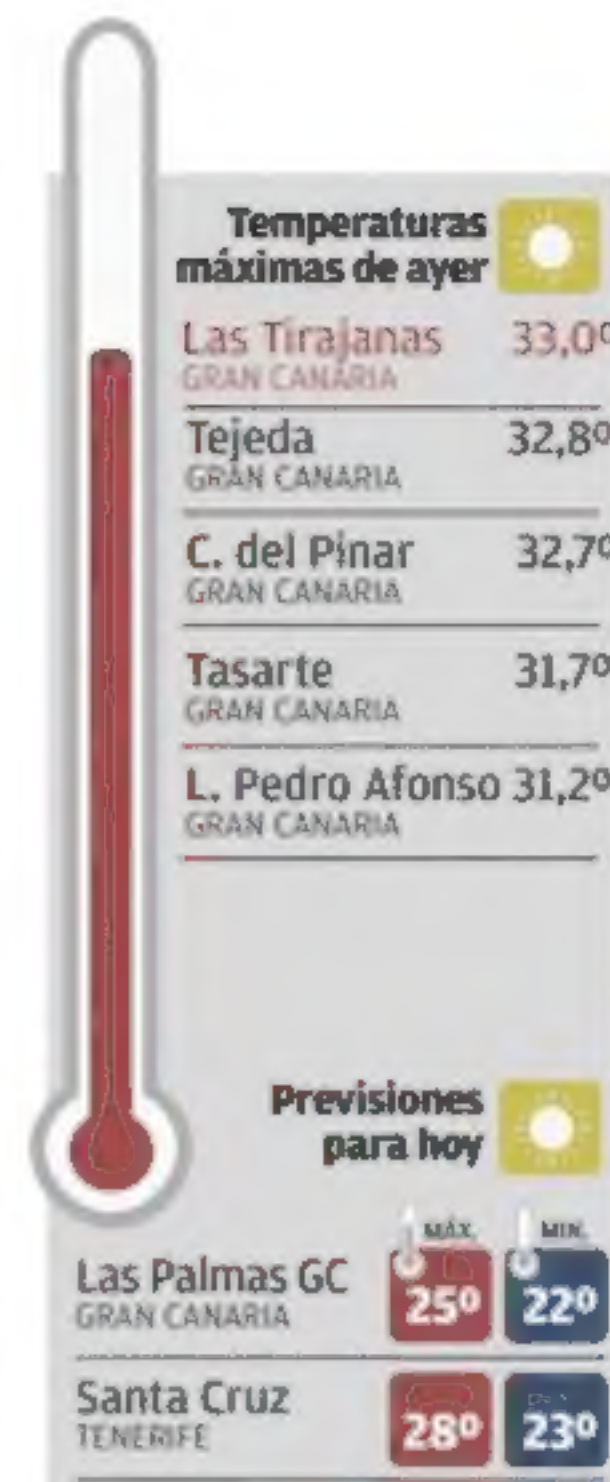 Temperaturas
máximas de ayer
Las Tirajanas 33,0º
GRAN CANARIA
Tejeda 32,8º
GRAN CANARIA
C. del Pinar 32,7º
GRAN CANARIA
Tasarte 31,7º
GRAN CANARIA
L. Pedro Afonso 31,2º
GRAN CANARIA
Previsiones
para hoy
MÁX. MIN.
Las Palmas GC 25º 22º
GRAN CANARIA
Santa Cruz 28º 23º
TENERIFE